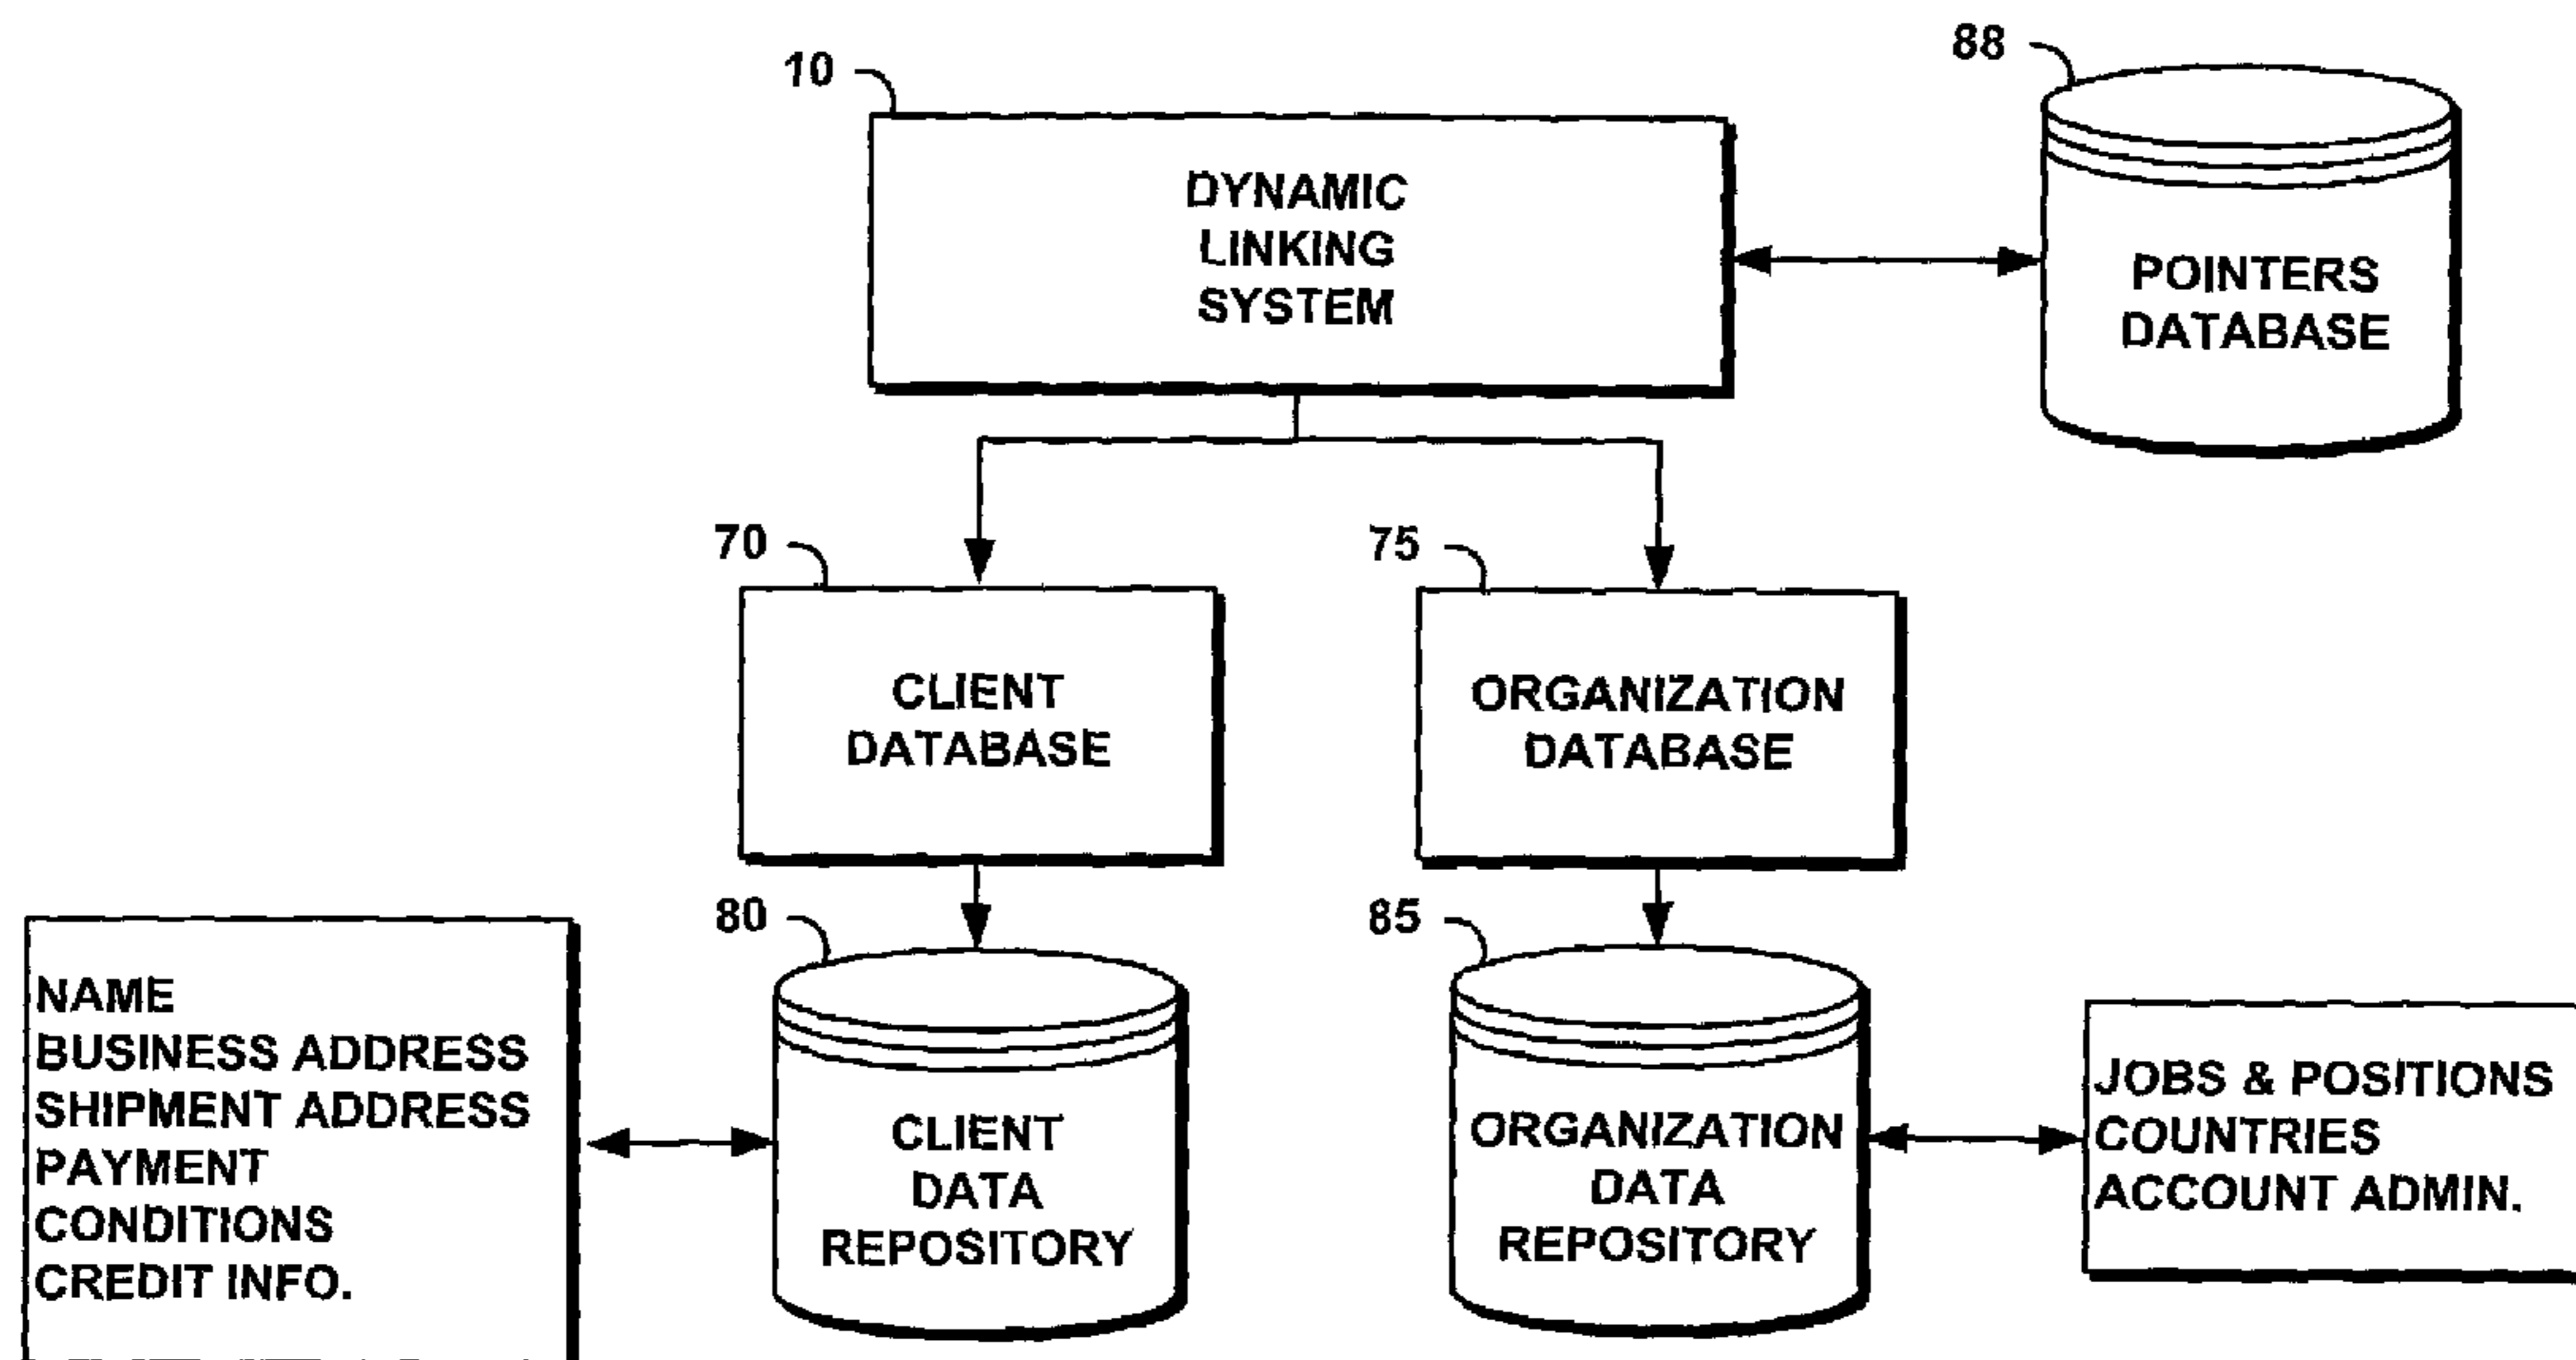 10
88
DYNAMIC
LINKING
SYSTEM
POINTERS
DATABASE
70
75
CLIENT
DATABASE
ORGANIZATION
DATABASE
80
85
NAME
BUSINESS ADDRESS
SHIPMENT ADDRESS
PAYMENT
CONDITIONS
CREDIT INFO.
CLIENT
DATA
REPOSITORY
ORGANIZATION
DATA
REPOSITORY
JOBS & POSITIONS
COUNTRIES
ACCOUNT ADMIN.